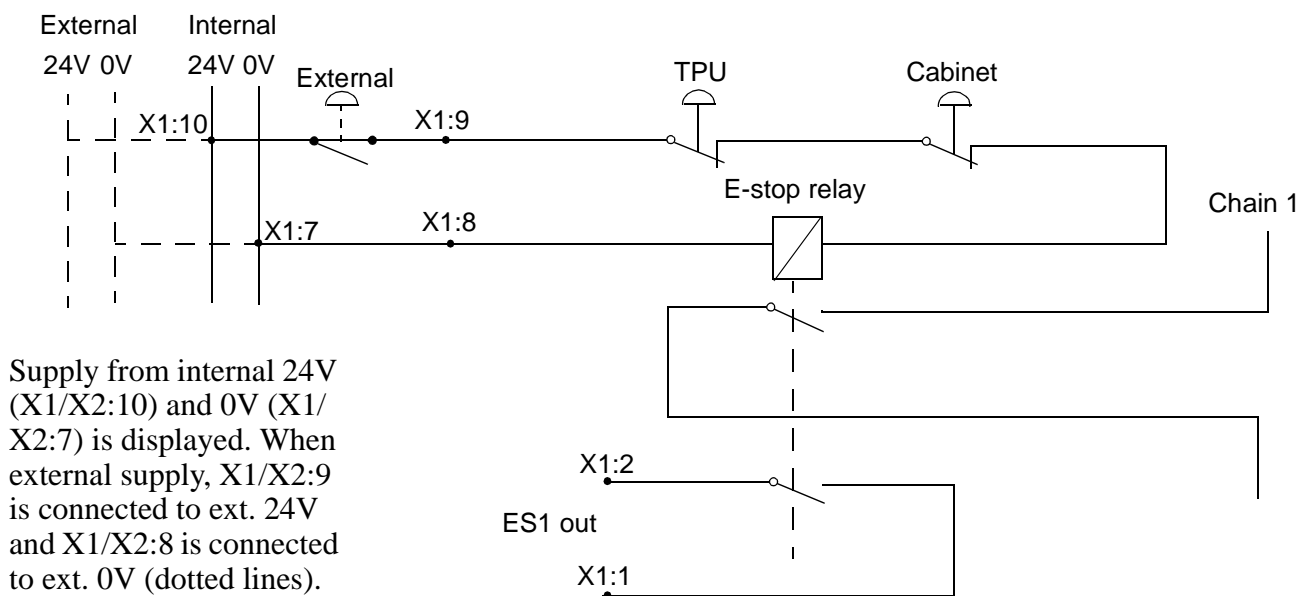 External Internal
24V 0V 24V 0V
External
TPU
Cabinet
X1:10
X1:9
E-stop relay
Chain 1
X1:7
X1:8
Supply from internal 24V
(X1/X2:10) and 0V (X1/
X2:7) is displayed. When
external supply, X1/X2:9
is connected to ext. 24V
and X1/X2:8 is connected
to ext. 0V (dotted lines).
X1:2
ES1 out
X1:1